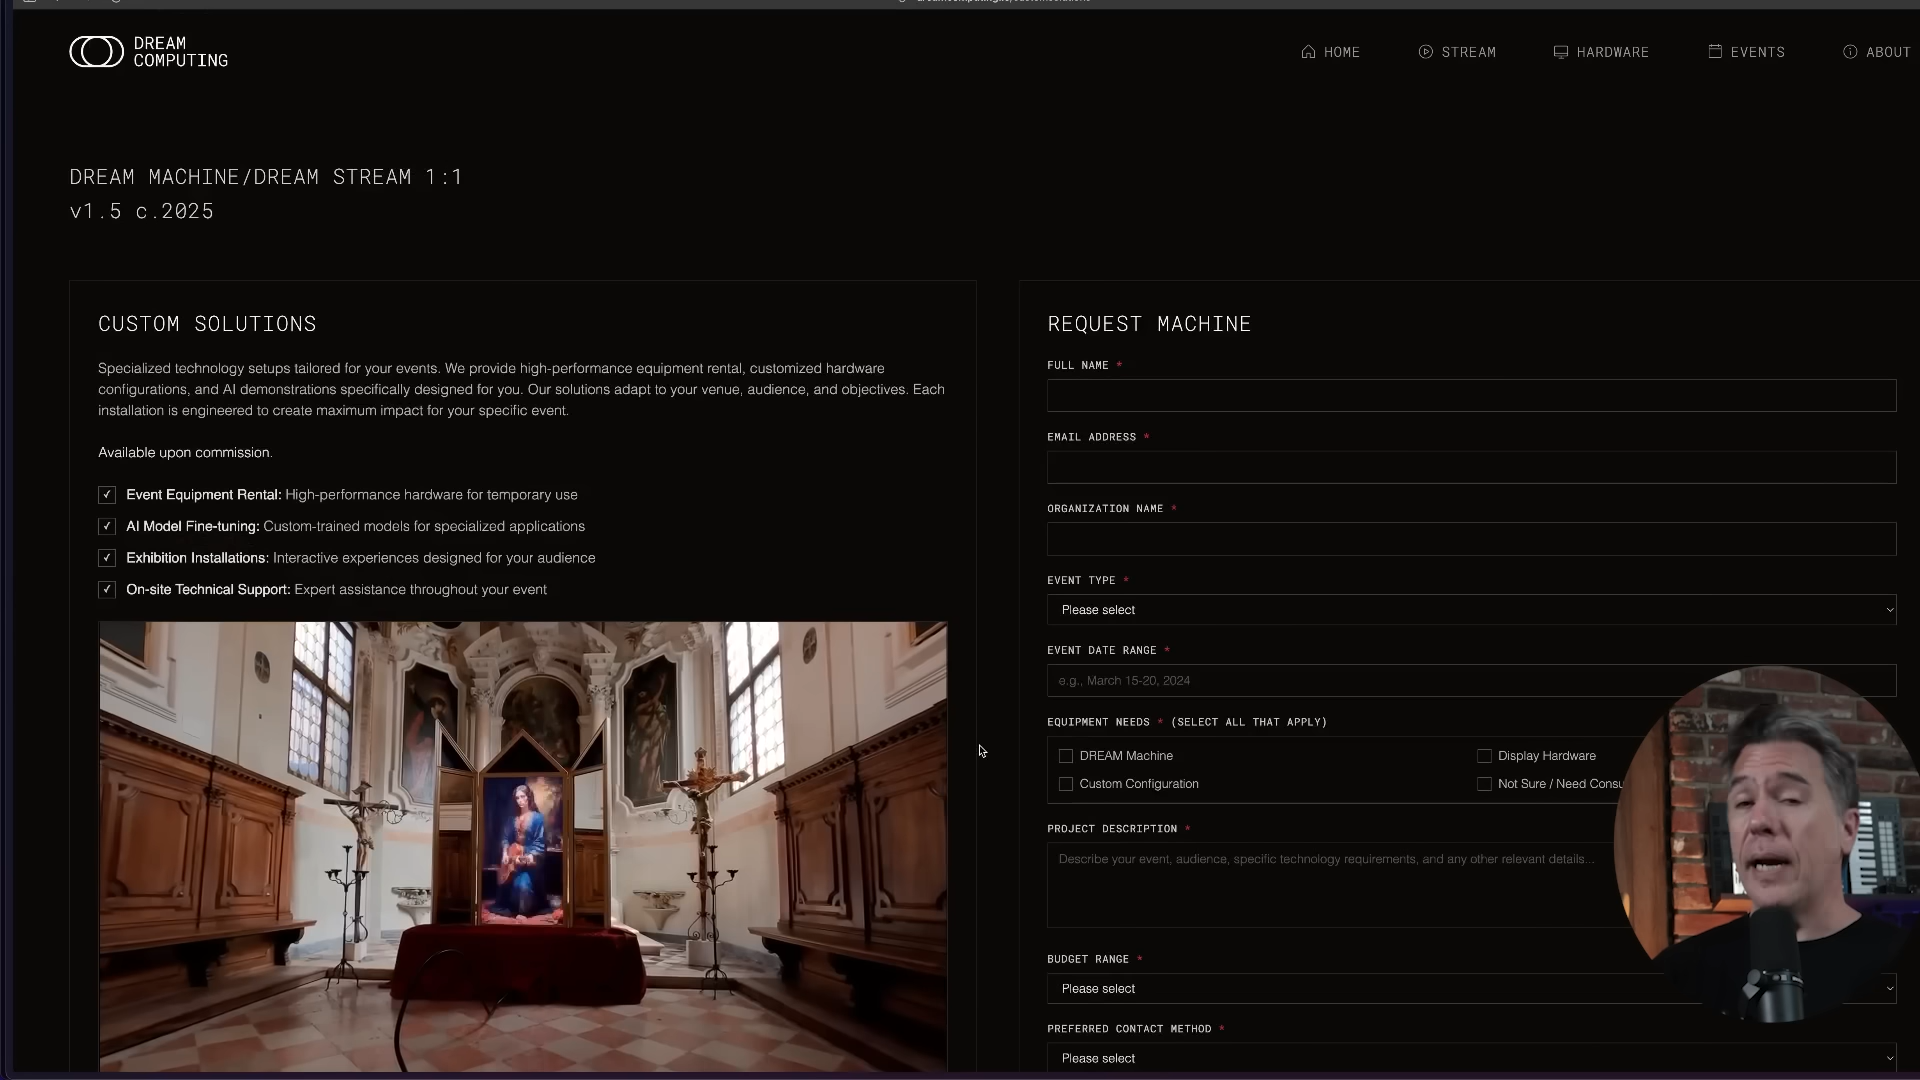 DREAM
COMPUTING
HOME
STREAM
HARDWARE
EVENTS
ABOUT
DREAM MACHINE/DREAM STREAM 1:1
v1.5 c.2025
CUSTOM SOLUTIONS
Specialized technology setups tailored for your events. We provide high-performance equipment rental, customized hardware
configurations, and AI demonstrations specifically designed for you. Our solutions adapt to your venue, audience, and objectives. Each
installation is engineered to create maximum impact for your specific event.
Available upon commission.
Event Equipment Rental: High-performance hardware for temporary use
AI Model Fine-tuning: Custom-trained models for specialized applications
Exhibition Installations: Interactive experiences designed for your audience
On-site Technical Support: Expert assistance throughout your event
REQUEST MACHINE
FULL NAME *
EMAIL ADDRESS *
ORGANIZATION NAME *
EVENT TYPE *
Please select
EVENT DATE RANGE *
e.g., March 15-20, 2024
EQUIPMENT NEEDS * (SELECT ALL THAT APPLY)
DREAM Machine
Display Hardware
Custom Configuration
Not Sure / Need Consu
PROJECT DESCRIPTION *
Describe your event, audience, specific technology requirements, and any other relevant details...
BUDGET RANGE *
Please select
PREFERRED CONTACT METHOD *
Please select